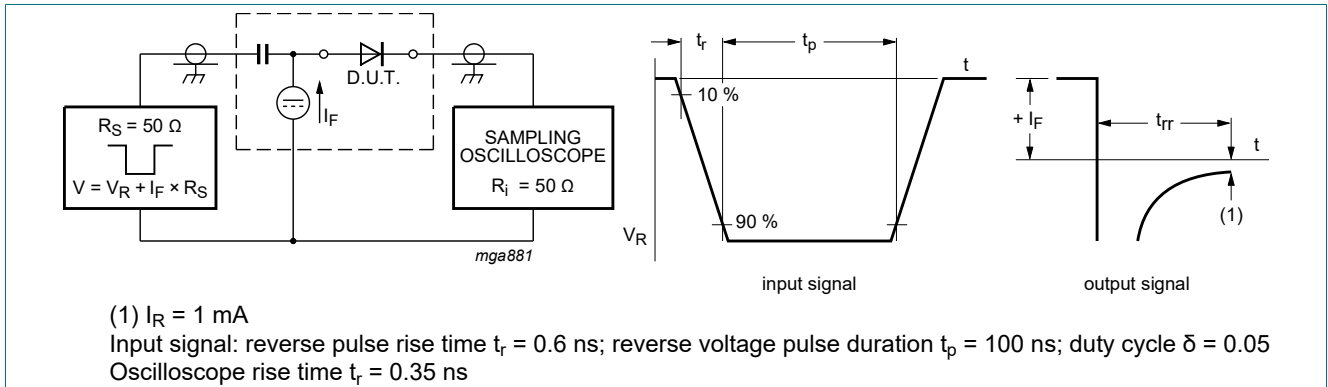 D.U.T.
I_F
R_S = 50 Ω
V = V_R + I_F × R_S
SAMPLING
OSCILLOSCOPE
R_i = 50 Ω
mga881
t_r
t_p
t
10 %
90 %
V_R
input signal
+ I_F
t_rr
t
(1)
output signal
(1) I_R = 1 mA
Input signal: reverse pulse rise time t_r = 0.6 ns; reverse voltage pulse duration t_p = 100 ns; duty cycle δ = 0.05
Oscilloscope rise time t_r = 0.35 ns